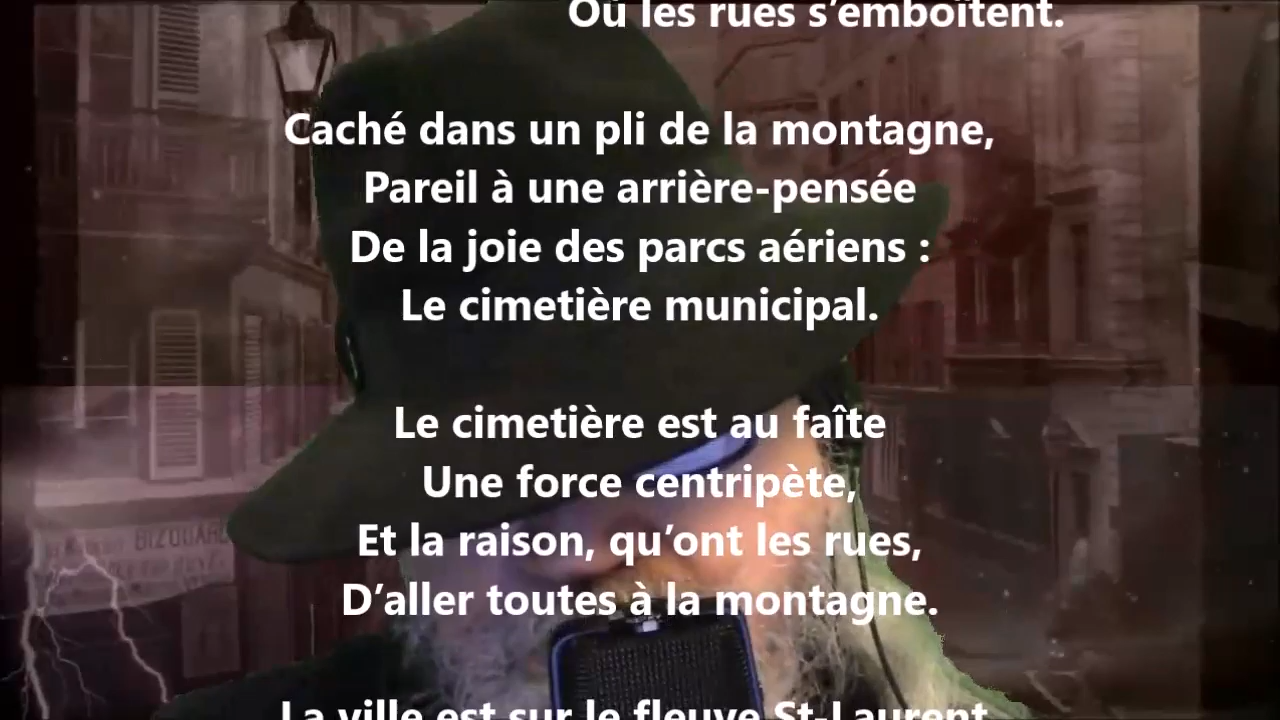 Où les rues s’emboîtent.
Caché dans un pli de la montagne,
Pareil à une arrière-pensée
De la joie des parcs aériens :
Le cimetière municipal.
Le cimetière est au faîte
Une force centripète,
Et la raison, qu’ont les rues,
D’aller toutes à la montagne.
BIZOUARD
La ville est sur le fleuve St-Laurent